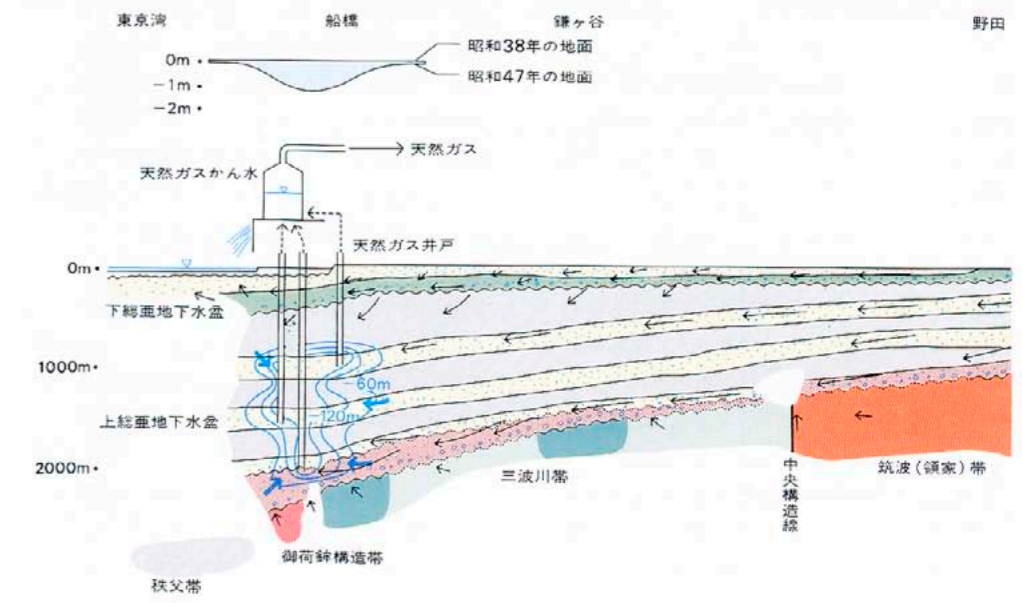 東京湾
船橋
鎌ヶ谷
野田
昭和38年の地面
0m
昭和47年の地面
−1m
−2m
天然ガス
天然ガスかん水
天然ガス井戸
0m
下総亜地下水盆
1000m
−60m
−120m
上総亜地下水盆
2000m
三波川帯
中央構造線
筑波(領家)帯
御荷鉾構造帯
秩父帯